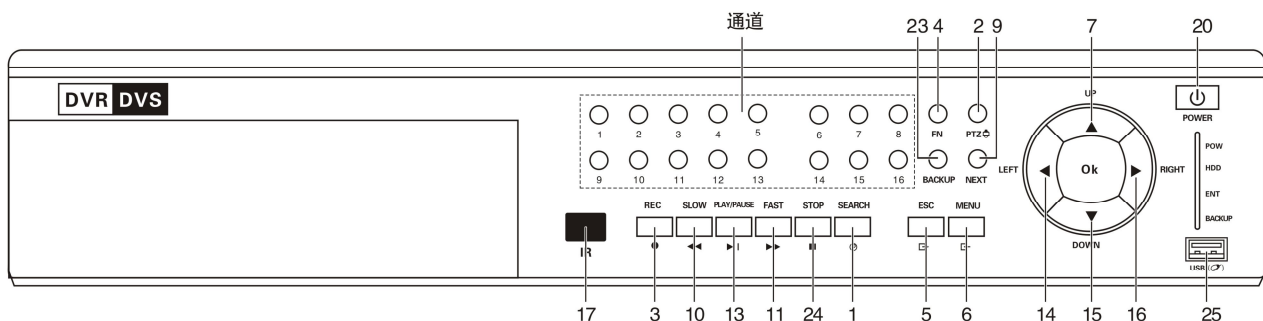 通道 23 4 2 9 7 20
DVR DVS
UP
POWER
1 2 3 4 5 6 7 8 FN PTZ
POW
LEFT Ok RIGHT HDD
9 10 11 12 13 14 15 16 BACKUP NEXT
ENT
REC SLOW PLAY/PAUSE FAST STOP SEARCH ESC MENU
BACKUP
DOWN
IR
USB
17 3 10 13 11 24 1 5 6 14 15 16 25